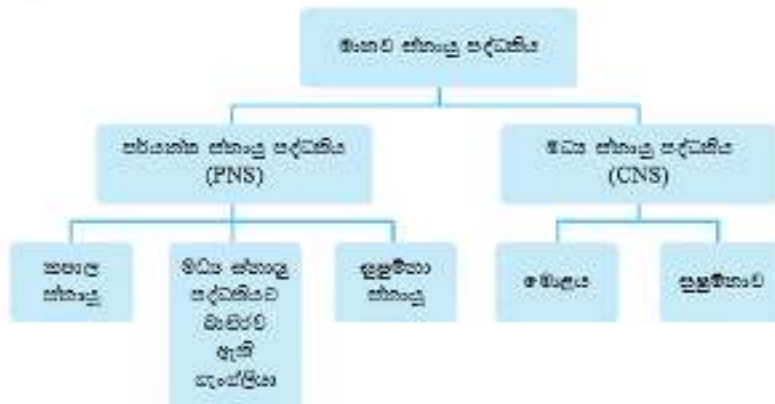 මානව ස්නායු පද්ධතිය
පර්යන්ත ස්නායු පද්ධතිය
(PNS)
මධ්‍ය ස්නායු පද්ධතිය
(CNS)
කපාල
ස්නායු
මධ්‍ය ස්නායු
පද්ධතියට
බාහිරව
ඇති
ගැංග්ලියා
සුෂුම්නා
ස්නායු
මොළය
සුෂුම්නාව